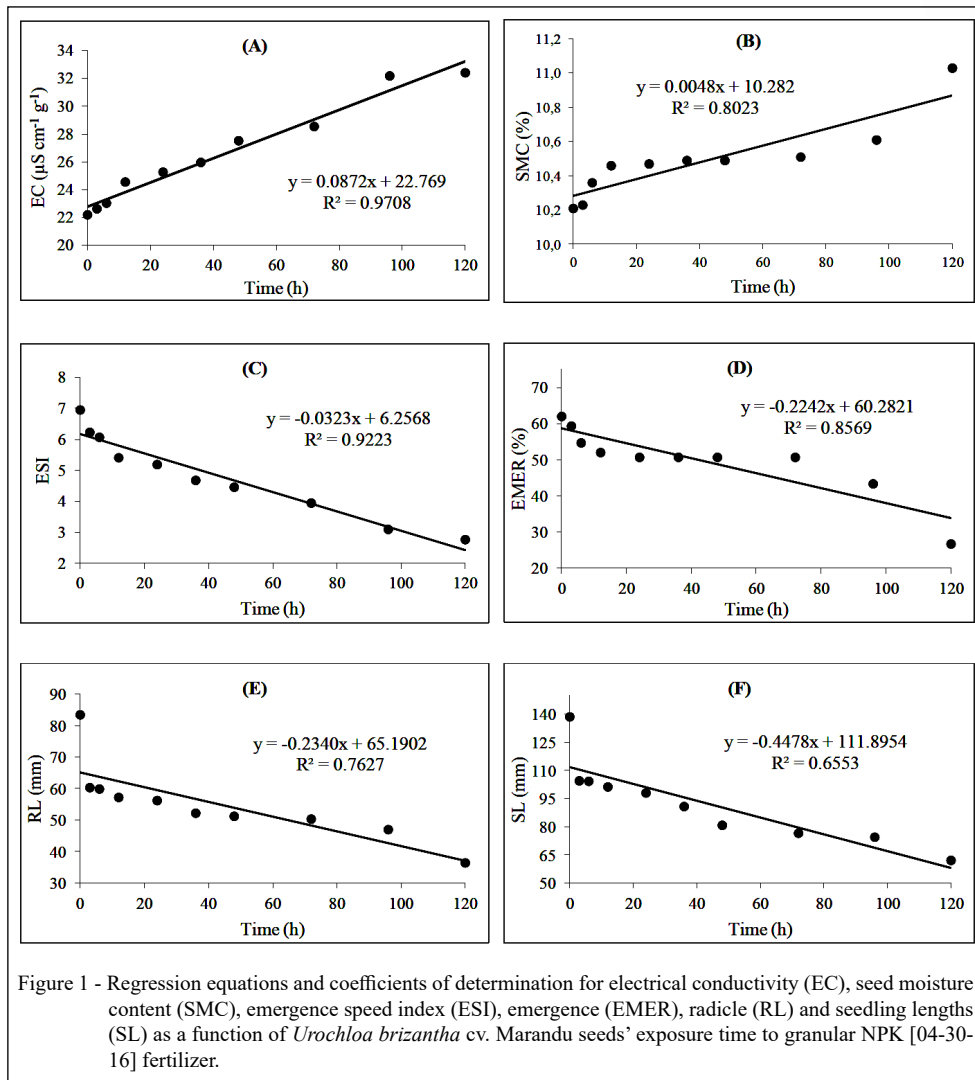 (A)
34
32
30
28
26
24
22
20
EC (µS cm⁻¹ g⁻¹)
y = 0.0872x + 22.769
R² = 0.9708
0 20 40 60 80 100 120
Time (h)
(B)
11,2
11,0
10,8
10,6
10,4
10,2
10,0
SMC (%)
y = 0.0048x + 10.282
R² = 0.8023
0 20 40 60 80 100 120
Time (h)
(C)
8
7
6
5
4
3
2
ESI
y = -0.0323x + 6.2568
R² = 0.9223
0 20 40 60 80 100 120
Time (h)
(D)
70
60
50
40
30
20
EMER (%)
y = -0.2242x + 60.2821
R² = 0.8569
0 20 40 60 80 100 120
Time (h)
(E)
90
80
70
60
50
40
30
RL (mm)
y = -0.2340x + 65.1902
R² = 0.7627
0 20 40 60 80 100 120
Time (h)
(F)
140
125
110
95
80
65
50
SL (mm)
y = -0.4478x + 111.8954
R² = 0.6553
0 20 40 60 80 100 120
Time (h)
Figure 1 - Regression equations and coefficients of determination for electrical conductivity (EC), seed moisture
content (SMC), emergence speed index (ESI), emergence (EMER), radicle (RL) and seedling lengths
(SL) as a function of Urochloa brizantha cv. Marandu seeds' exposure time to granular NPK [04-30-
16] fertilizer.